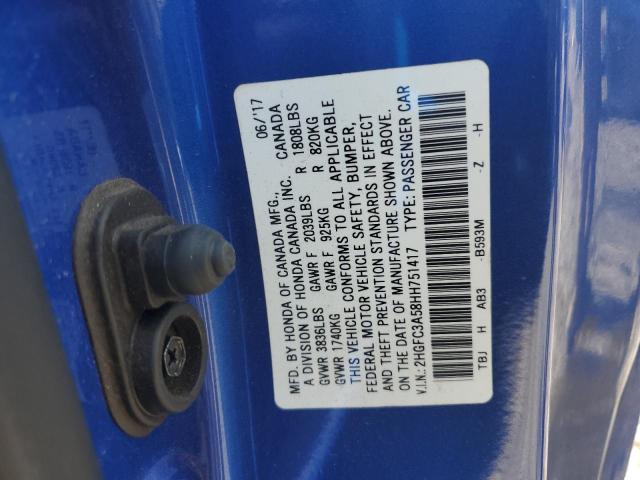 MFD. BY HONDA OF CANADA MFG., 06/'17
A DIVISION OF HONDA CANADA INC. CANADA
GVWR 3836LBS GAWR F 2039LBS R 1808LBS
GVWR 1740KG GAWR F 925KG R 820KG
THIS VEHICLE CONFORMS TO ALL APPLICABLE
FEDERAL MOTOR VEHICLE SAFETY, BUMPER,
AND THEFT PREVENTION STANDARDS IN EFFECT
ON THE DATE OF MANUFACTURE SHOWN ABOVE.
V.I.N.: 2HGFC3A58HH751417 TYPE: PASSENGER CAR
TBJ H AB3 -B593M -Z -H